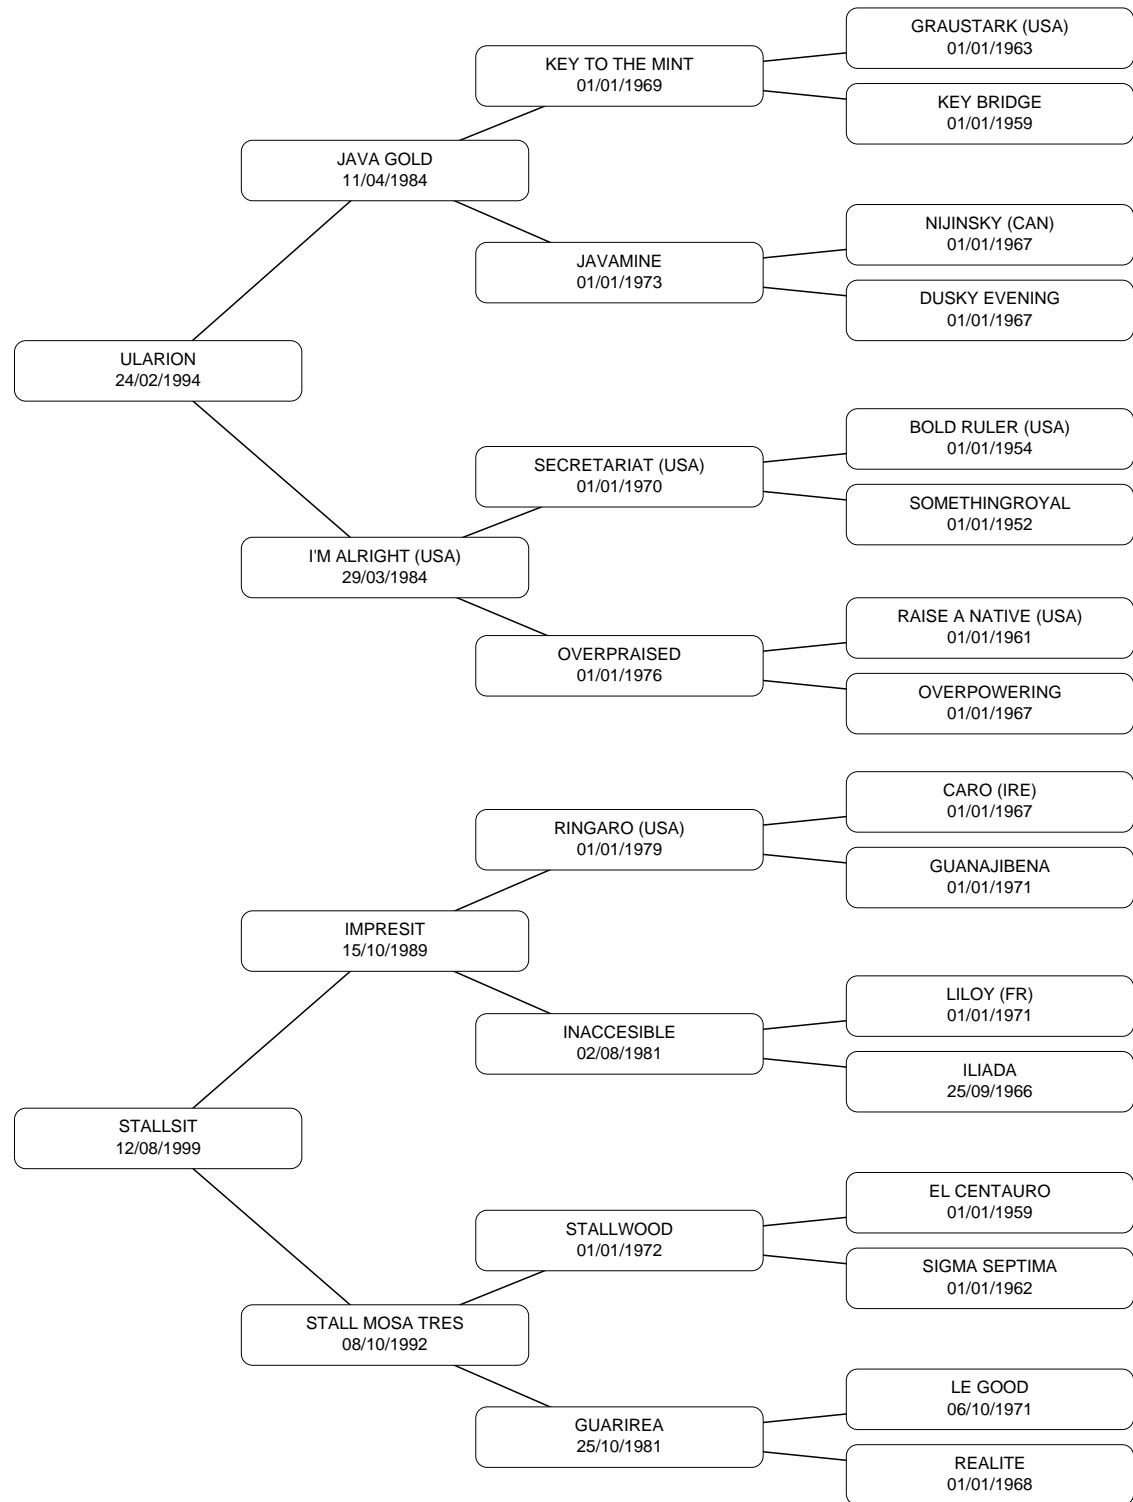 GRAUSTARK (USA)
01/01/1963
KEY TO THE MINT
01/01/1969
KEY BRIDGE
01/01/1959
JAVA GOLD
11/04/1984
NIJINSKY (CAN)
01/01/1967
JAVAMINE
01/01/1973
DUSKY EVENING
01/01/1967
ULARION
24/02/1994
BOLD RULER (USA)
01/01/1954
SECRETARIAT (USA)
01/01/1970
SOMETHINGROYAL
01/01/1952
I'M ALRIGHT (USA)
29/03/1984
RAISE A NATIVE (USA)
01/01/1961
OVERPRAISED
01/01/1976
OVERPOWERING
01/01/1967
CARO (IRE)
01/01/1967
RINGARO (USA)
01/01/1979
GUANAJIBENA
01/01/1971
IMPRESIT
15/10/1989
LILOY (FR)
01/01/1971
INACCESIBLE
02/08/1981
ILIADA
25/09/1966
STALLSIT
12/08/1999
EL CENTAURO
01/01/1959
STALLWOOD
01/01/1972
SIGMA SEPTIMA
01/01/1962
STALL MOSA TRES
08/10/1992
LE GOOD
06/10/1971
GUARIREA
25/10/1981
REALITE
01/01/1968